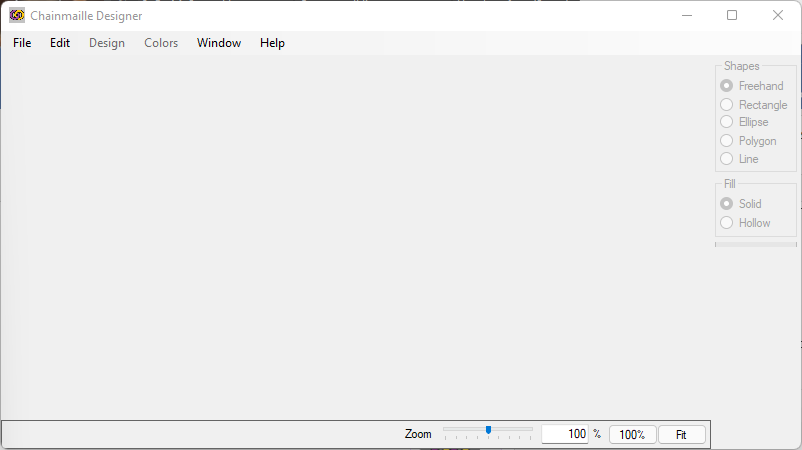 Chainmaille Designer
File Edit Design Colors Window Help
Shapes
Freehand
Rectangle
Ellipse
Polygon
Line
Fill
Solid
Hollow
Zoom 100 % 100% Fit